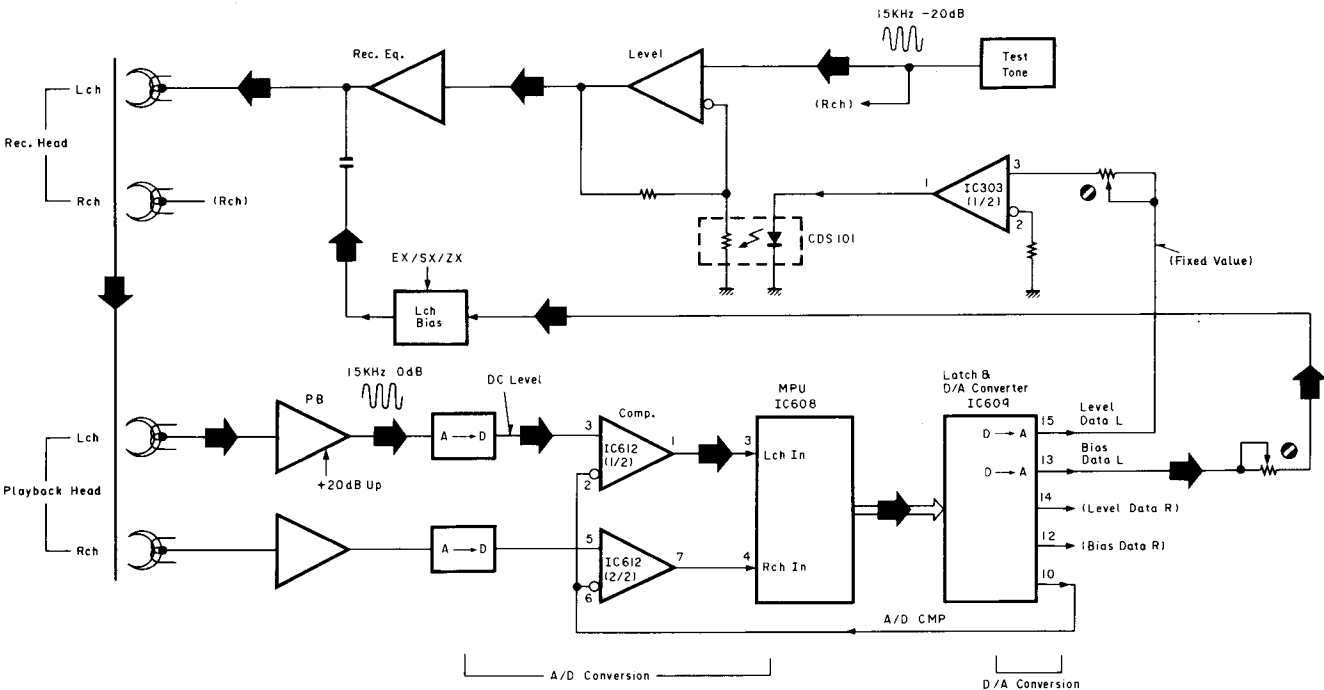 15KHz -20dB
Rec. Eq.
Level
Test
Tone
Lch
(Rch)
Rec. Head
Rch
(Rch)
3
1
IC303
(1/2)
2
CDS101
(Fixed Value)
EX/SX/ZX
Lch
Bias
15KHz 0dB
DC Level
MPU
IC608
Latch &
D/A Converter
IC609
PB
Comp.
Lch
A → D
3
IC612
(1/2)
1
3
Lch In
D → A
15
Level
Data L
2
D → A
13
Bias
Data L
+20dB Up
Playback Head
14
(Level Data R)
Rch
A → D
5
IC612
(2/2)
7
4
Rch In
12
(Bias Data R)
6
10
A/D CMP
A/D Conversion
D/A Conversion